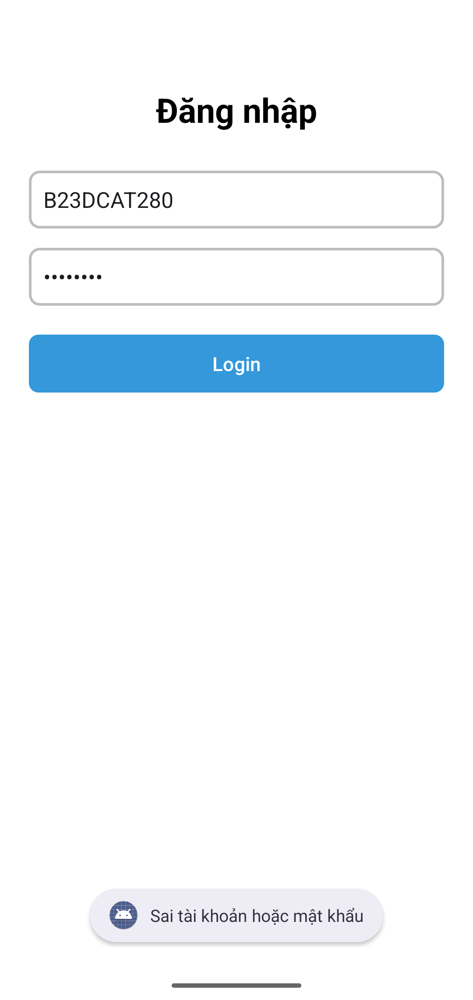 Đăng nhập
B23DCAT280
••••••••
Login
Sai tài khoản hoặc mật khẩu